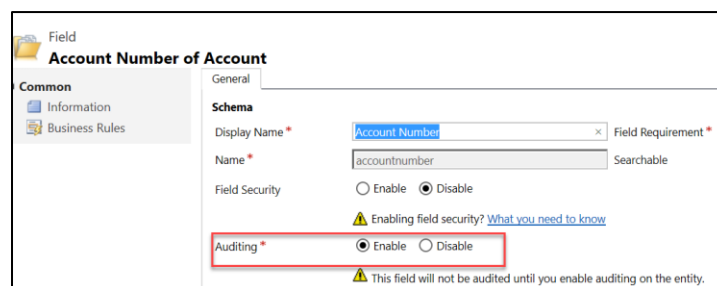 Field
Account Number of Account
Common
Information
Business Rules
General
Schema
Display Name * Account Number × Field Requirement *
Name * accountnumber Searchable
Field Security Enable Disable
Enabling field security? What you need to know
Auditing * Enable Disable
This field will not be audited until you enable auditing on the entity.